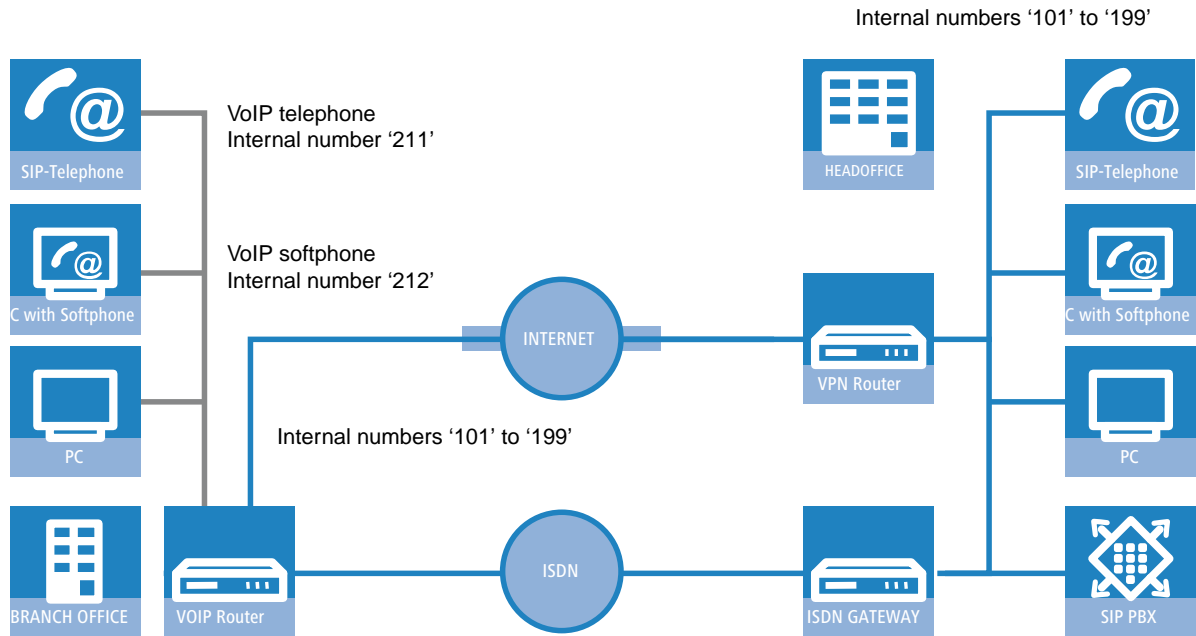 Internal numbers ‘101’ to ‘199’
@
SIP-Telephone
VoIP telephone
Internal number ‘211’
HEADOFFICE
@
SIP-Telephone
@
C with Softphone
VoIP softphone
Internal number ‘212’
INTERNET
VPN Router
@
C with Softphone
PC
Internal numbers ‘101’ to ‘199’
PC
BRANCH OFFICE
VOIP Router
ISDN
ISDN GATEWAY
SIP PBX